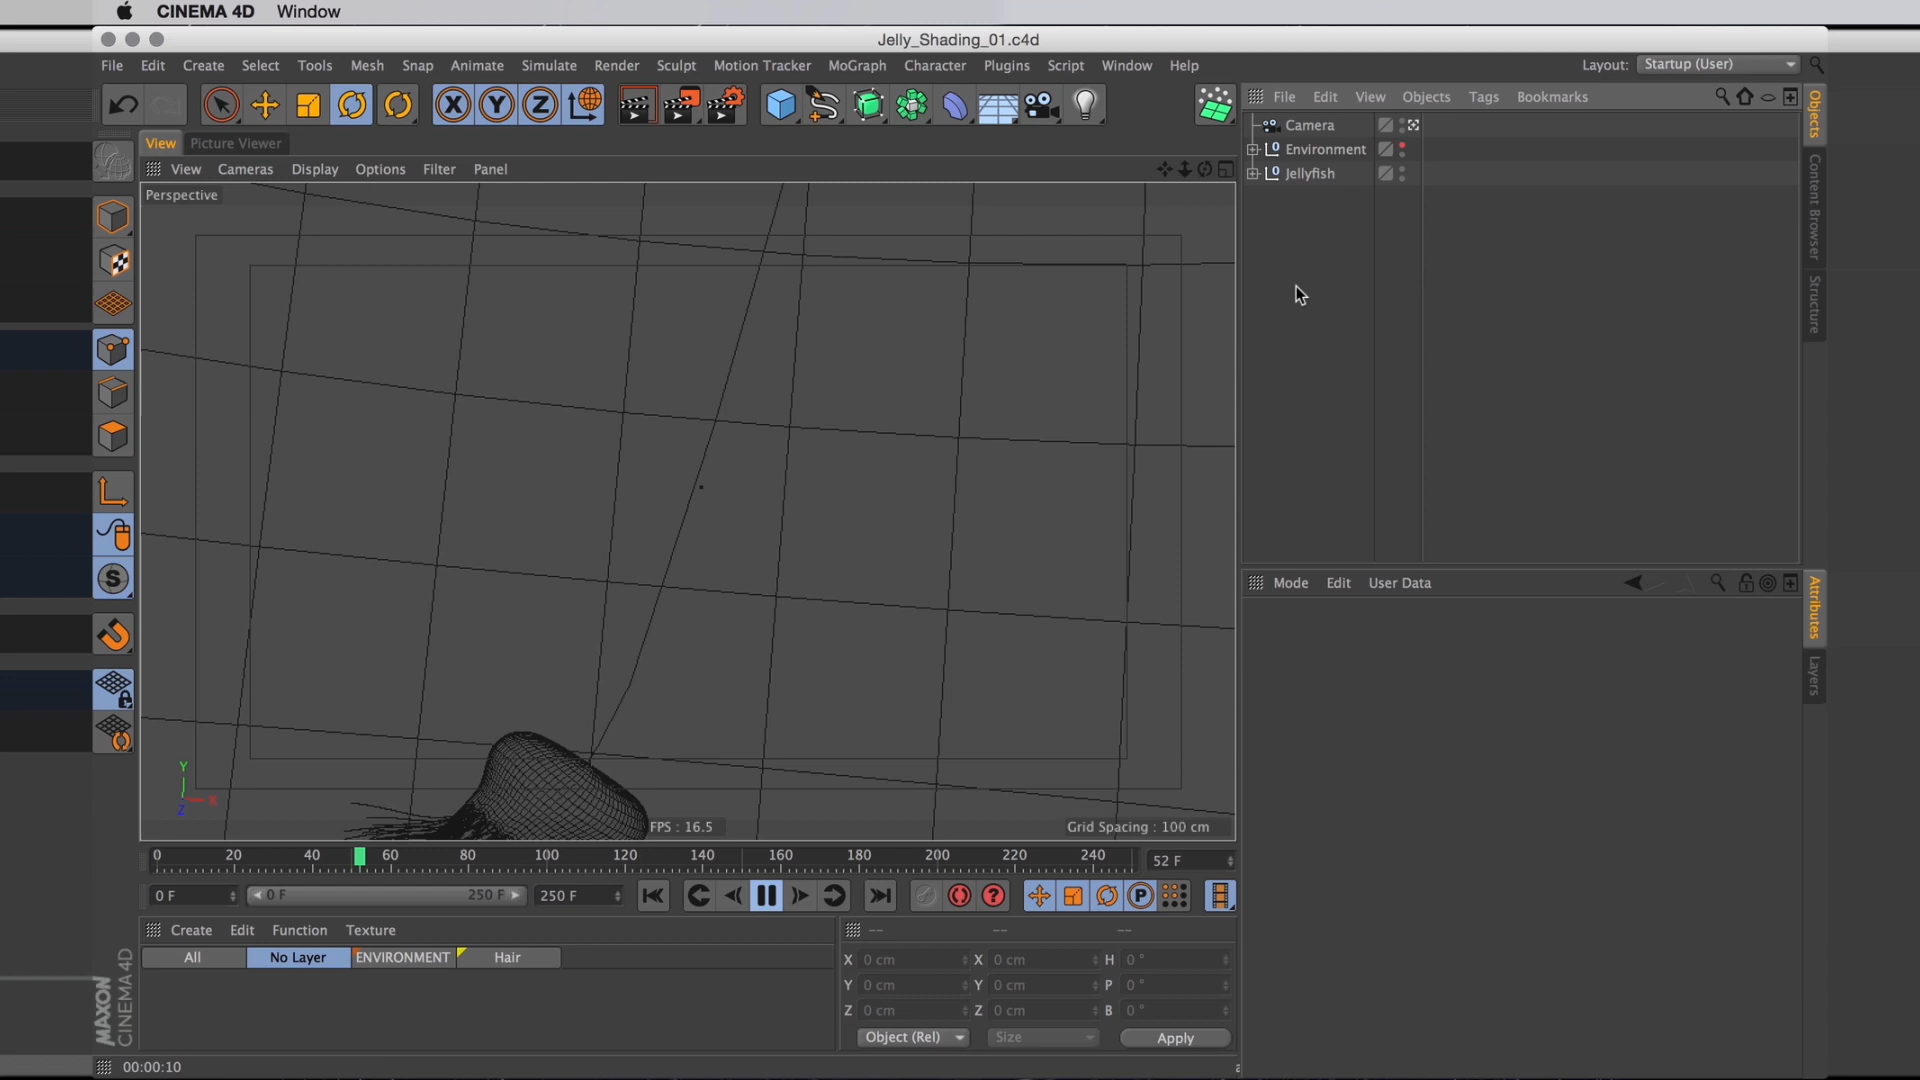 CINEMA 4D Window
Jelly_Shading_01.c4d
File Edit Create Select Tools Mesh Snap Animate Simulate Render Sculpt Motion Tracker MoGraph Character Plugins Script Window Help
Layout: Startup (User)
X Y Z
File Edit View Objects Tags Bookmarks
View Picture Viewer
View Cameras Display Options Filter Panel
Perspective
Camera
Environment
Jellyfish
Objects
Content Browser
Structure
Mode Edit User Data
Attributes
Layers
S
Y
X
Z
FPS : 16.5
Grid Spacing : 100 cm
0 20 40 60 80 100 120 140 160 180 200 220 240
52 F
0 F
0 F 250 F
250 F
P
Create Edit Function Texture
-- -- --
All No Layer ENVIRONMENT Hair
X 0 cm X 0 cm H 0 °
Y 0 cm Y 0 cm P 0 °
Z 0 cm Z 0 cm B 0 °
Object (Rel) Size Apply
MAXON
CINEMA 4D
00:00:10